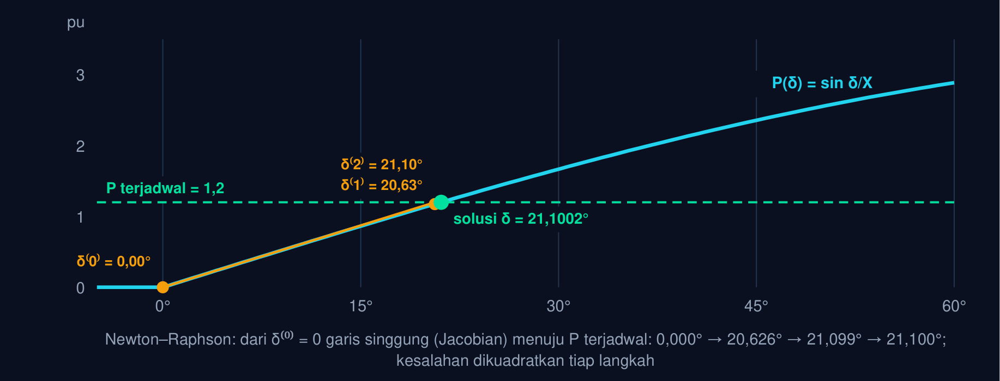 pu
3
P(δ) = sin δ/X
2
δ⁽2⁾ = 21,10°
δ⁽1⁾ = 20,63°
P terjadwal = 1,2
1
solusi δ = 21,1002°
δ⁽0⁾ = 0,00°
0
0° 15° 30° 45° 60°
Newton–Raphson: dari δ⁽⁰⁾ = 0 garis singgung (Jacobian) menuju P terjadwal: 0,000° → 20,626° → 21,099° → 21,100°;
kesalahan dikuadratkan tiap langkah